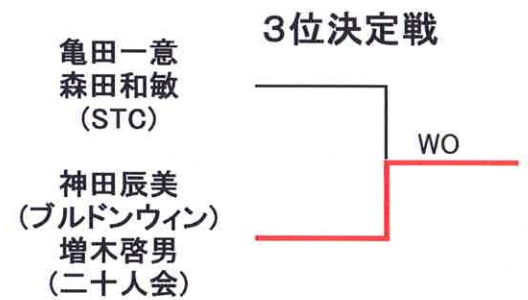 3位決定戦
亀田一意
森田和敏
(STC)
WO
神田辰美
(ブルドンウィン)
増木啓男
(二十人会)